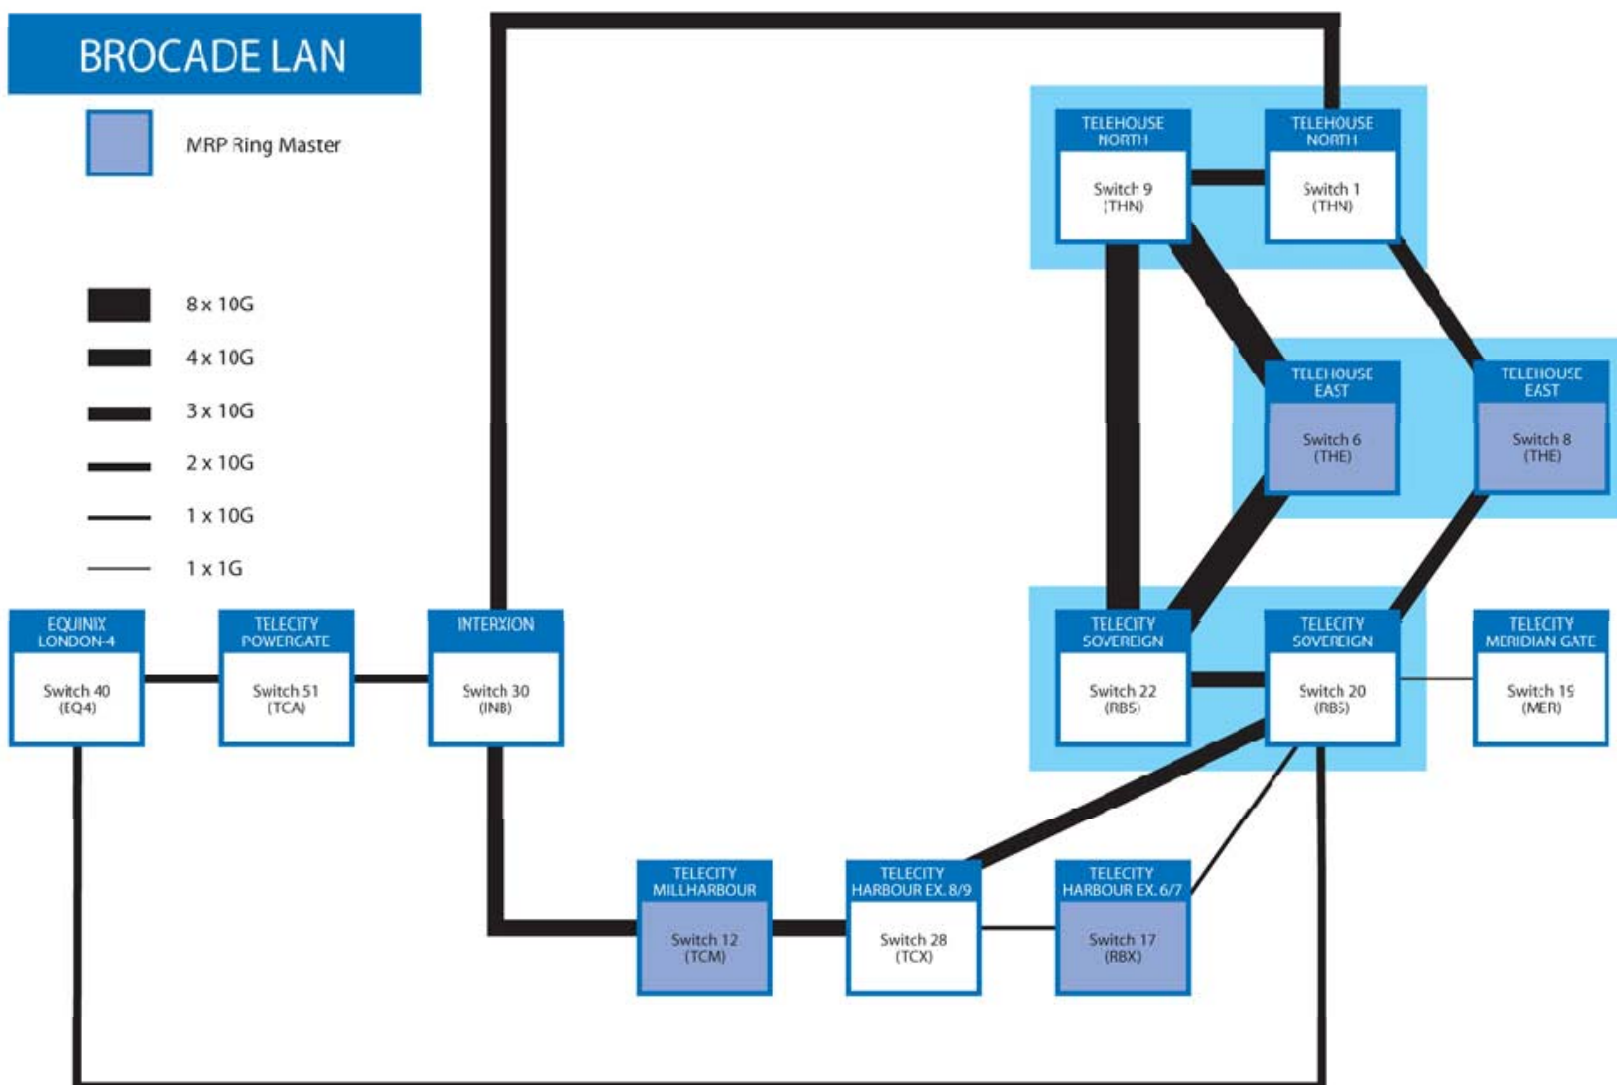 BROCADE LAN
MRP Ring Master
8 x 10G
4 x 10G
3 x 10G
2 x 10G
1 x 10G
1 x 1G
TELEHOUSE
NORTH
Switch 9
(THN)
TELEHOUSE
NORTH
Switch 1
(THN)
TELEHOUSE
EAST
Switch 6
(THE)
TELEHOUSE
EAST
Switch 8
(THE)
EQUINIX
LONDON-4
Switch 40
(EQ4)
TELECITY
POWERGATE
Switch 51
(TCA)
INTERXION
Switch 30
(INB)
TELECITY
SOVEREIGN
Switch 22
(RBS)
TELECITY
SOVEREIGN
Switch 20
(RBS)
TELECITY
MERIDIAN GATE
Switch 19
(MER)
TELECITY
MILLHARBOUR
Switch 12
(TCM)
TELECITY
HARBOUR EX. 8/9
Switch 28
(TCX)
TELECITY
HARBOUR EX. 6/7
Switch 17
(RBX)